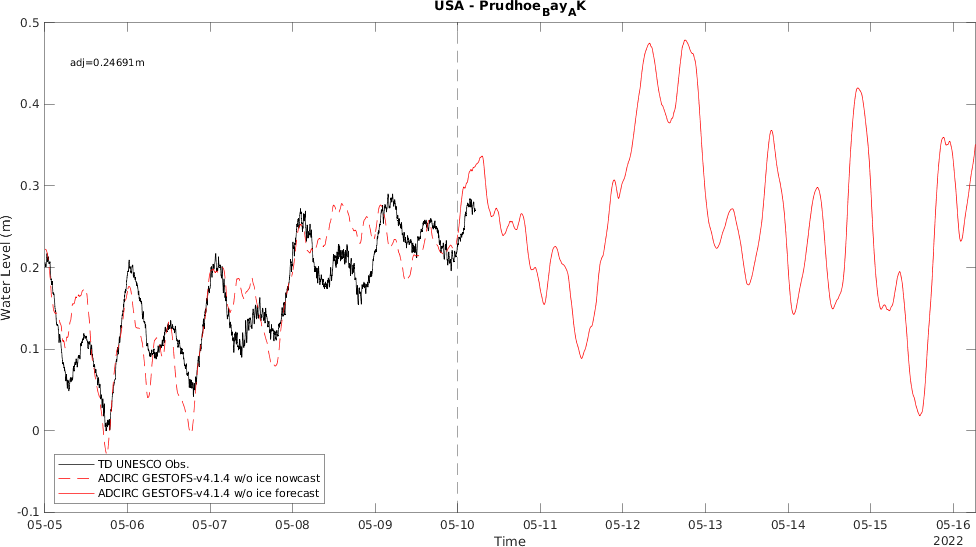 USA - PrudhoeBayAK
0.5
adj=0.24691m
0.4
0.3
0.2
0.1
0
-0.1
Water Level (m)
TD UNESCO Obs.
ADCIRC GESTOFS-v4.1.4 w/o ice nowcast
ADCIRC GESTOFS-v4.1.4 w/o ice forecast
05-05 05-06 05-07 05-08 05-09 05-10 05-11 05-12 05-13 05-14 05-15 05-16
Time
2022